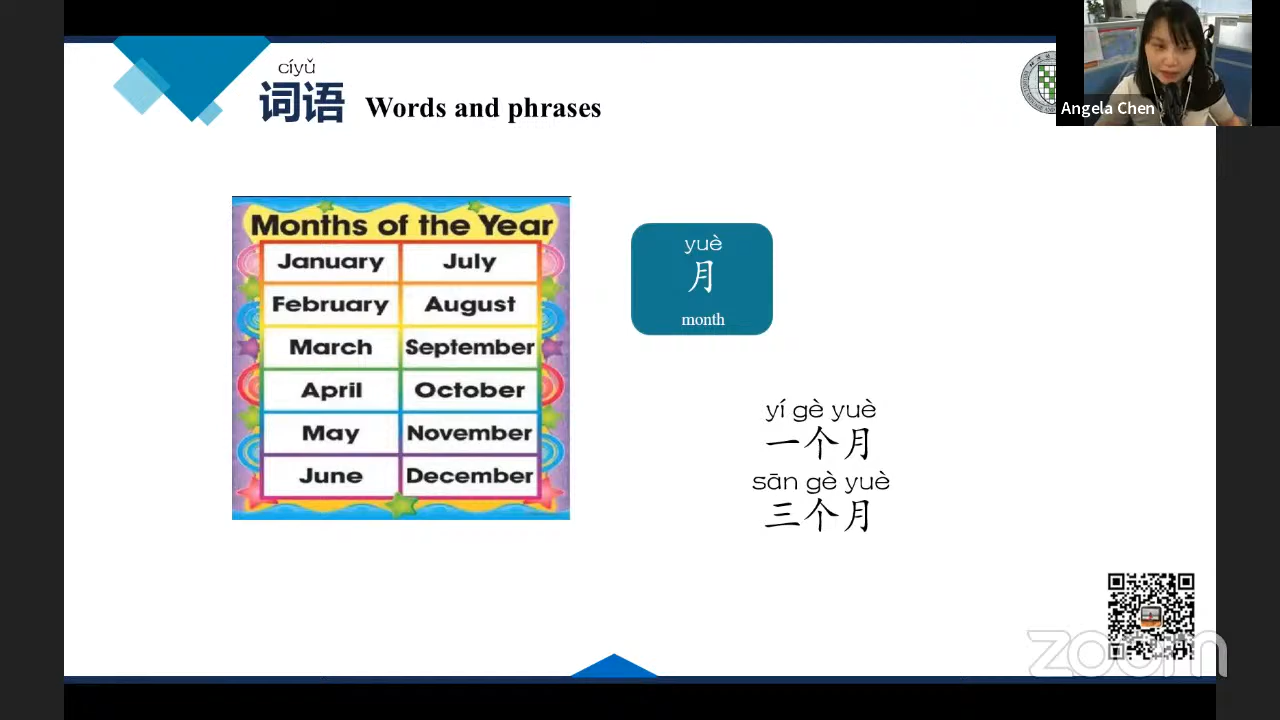 cíyǔ
词语 Words and phrases
Angela Chen
Months of the Year
January July
February August
March September
April October
May November
June December
yuè
月
month
yí gè yuè
一个月
sān gè yuè
三个月
zoom